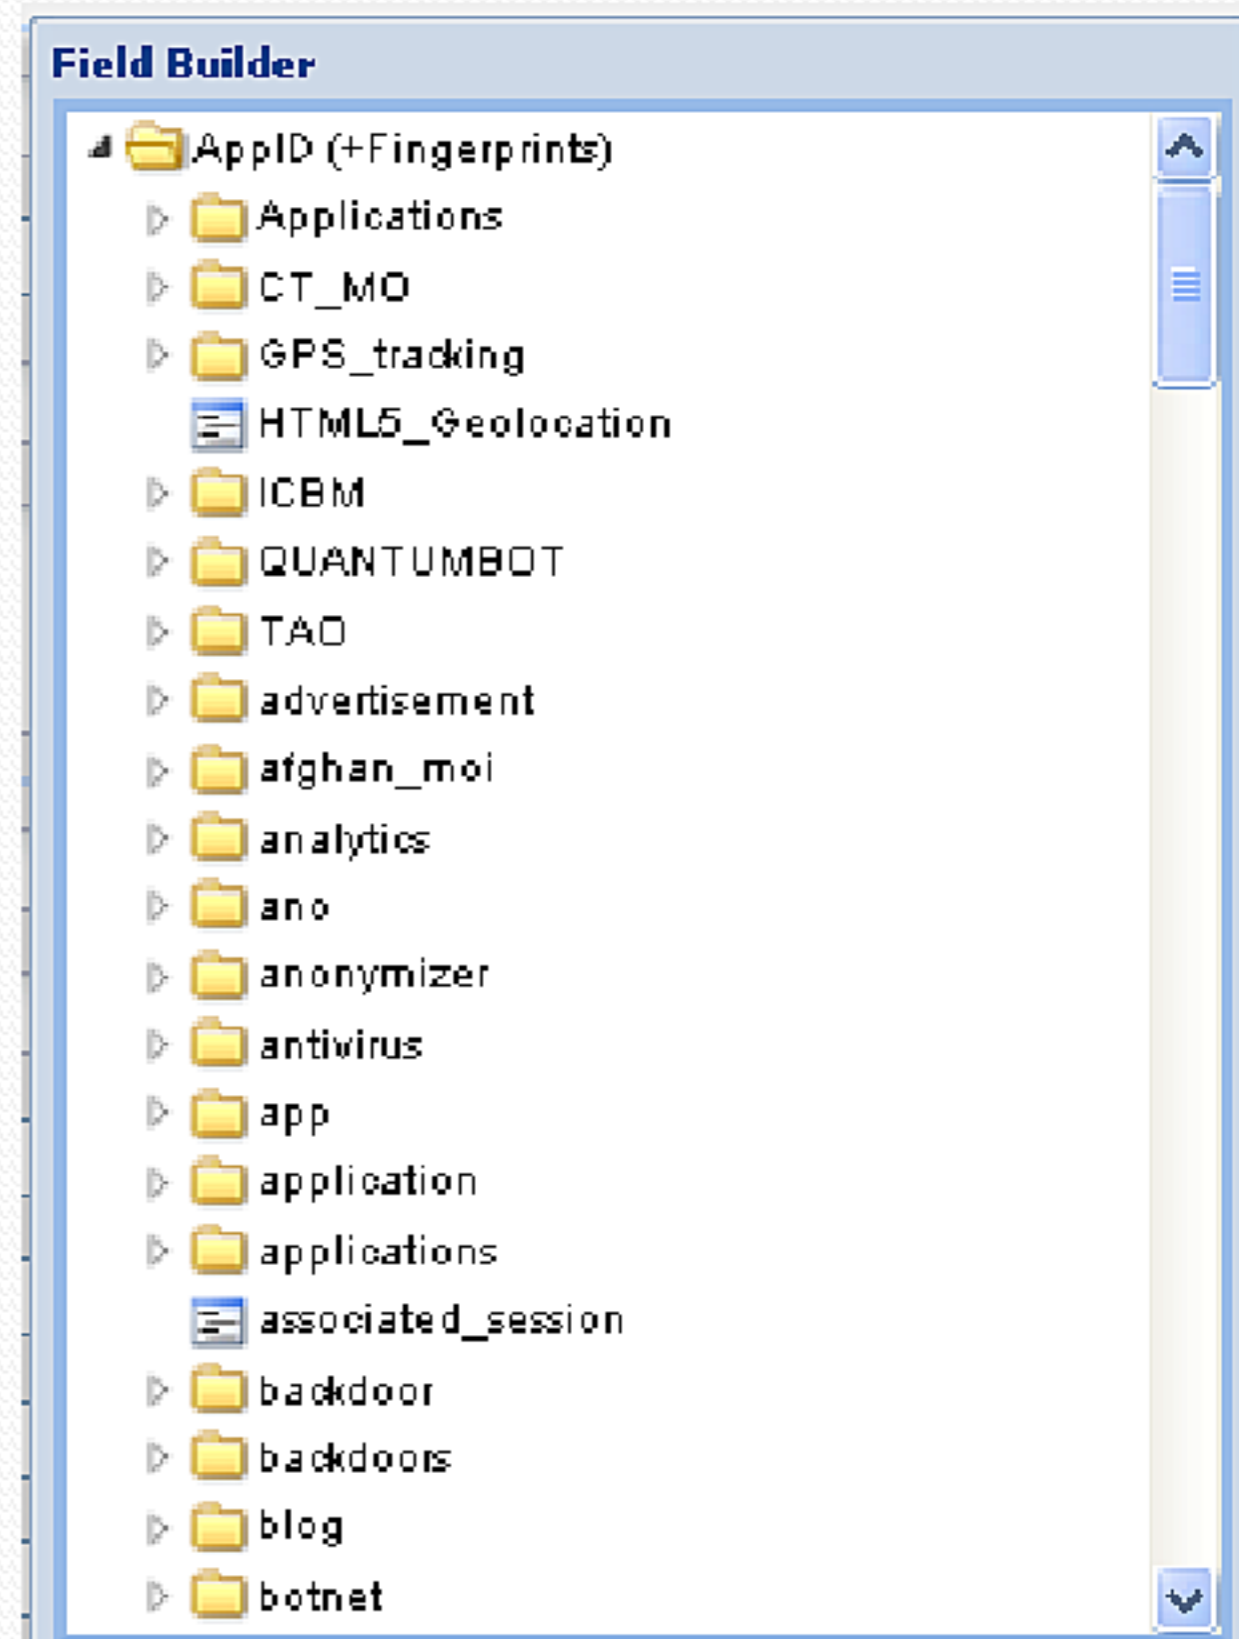 Field Builder
AppID (+Fingerprints)
Applications
CT_MO
GPS_tracking
HTML5_Geolocation
ICBM
QUANTUMBOT
TAO
advertisement
afghan_moi
analytics
ano
anonymizer
antivirus
app
application
applications
associated_session
backdoor
backdoors
blog
botnet